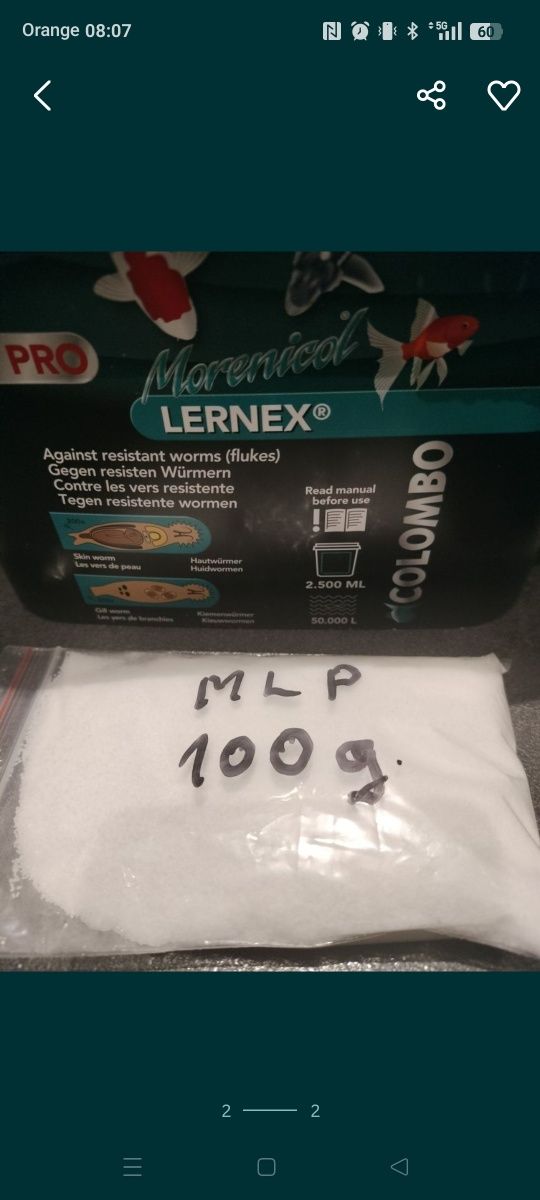 Orange 08:07
5G
60
PRO
Morenicol®
LERNEX®
Against resistant worms (flukes)
Gegen resisten Würmern
Contre les vers resistente
Tegen resistente wormen
Skin worm
Les vers de peau
Hautwürmer
Huidwormen
Gill worm
Les vers de branchies
Kiemenwürmer
Kieuwwormen
Read manual
before use
!
2.500 ML
50.000 L
COLOMBO
MLP
100g.
2
2